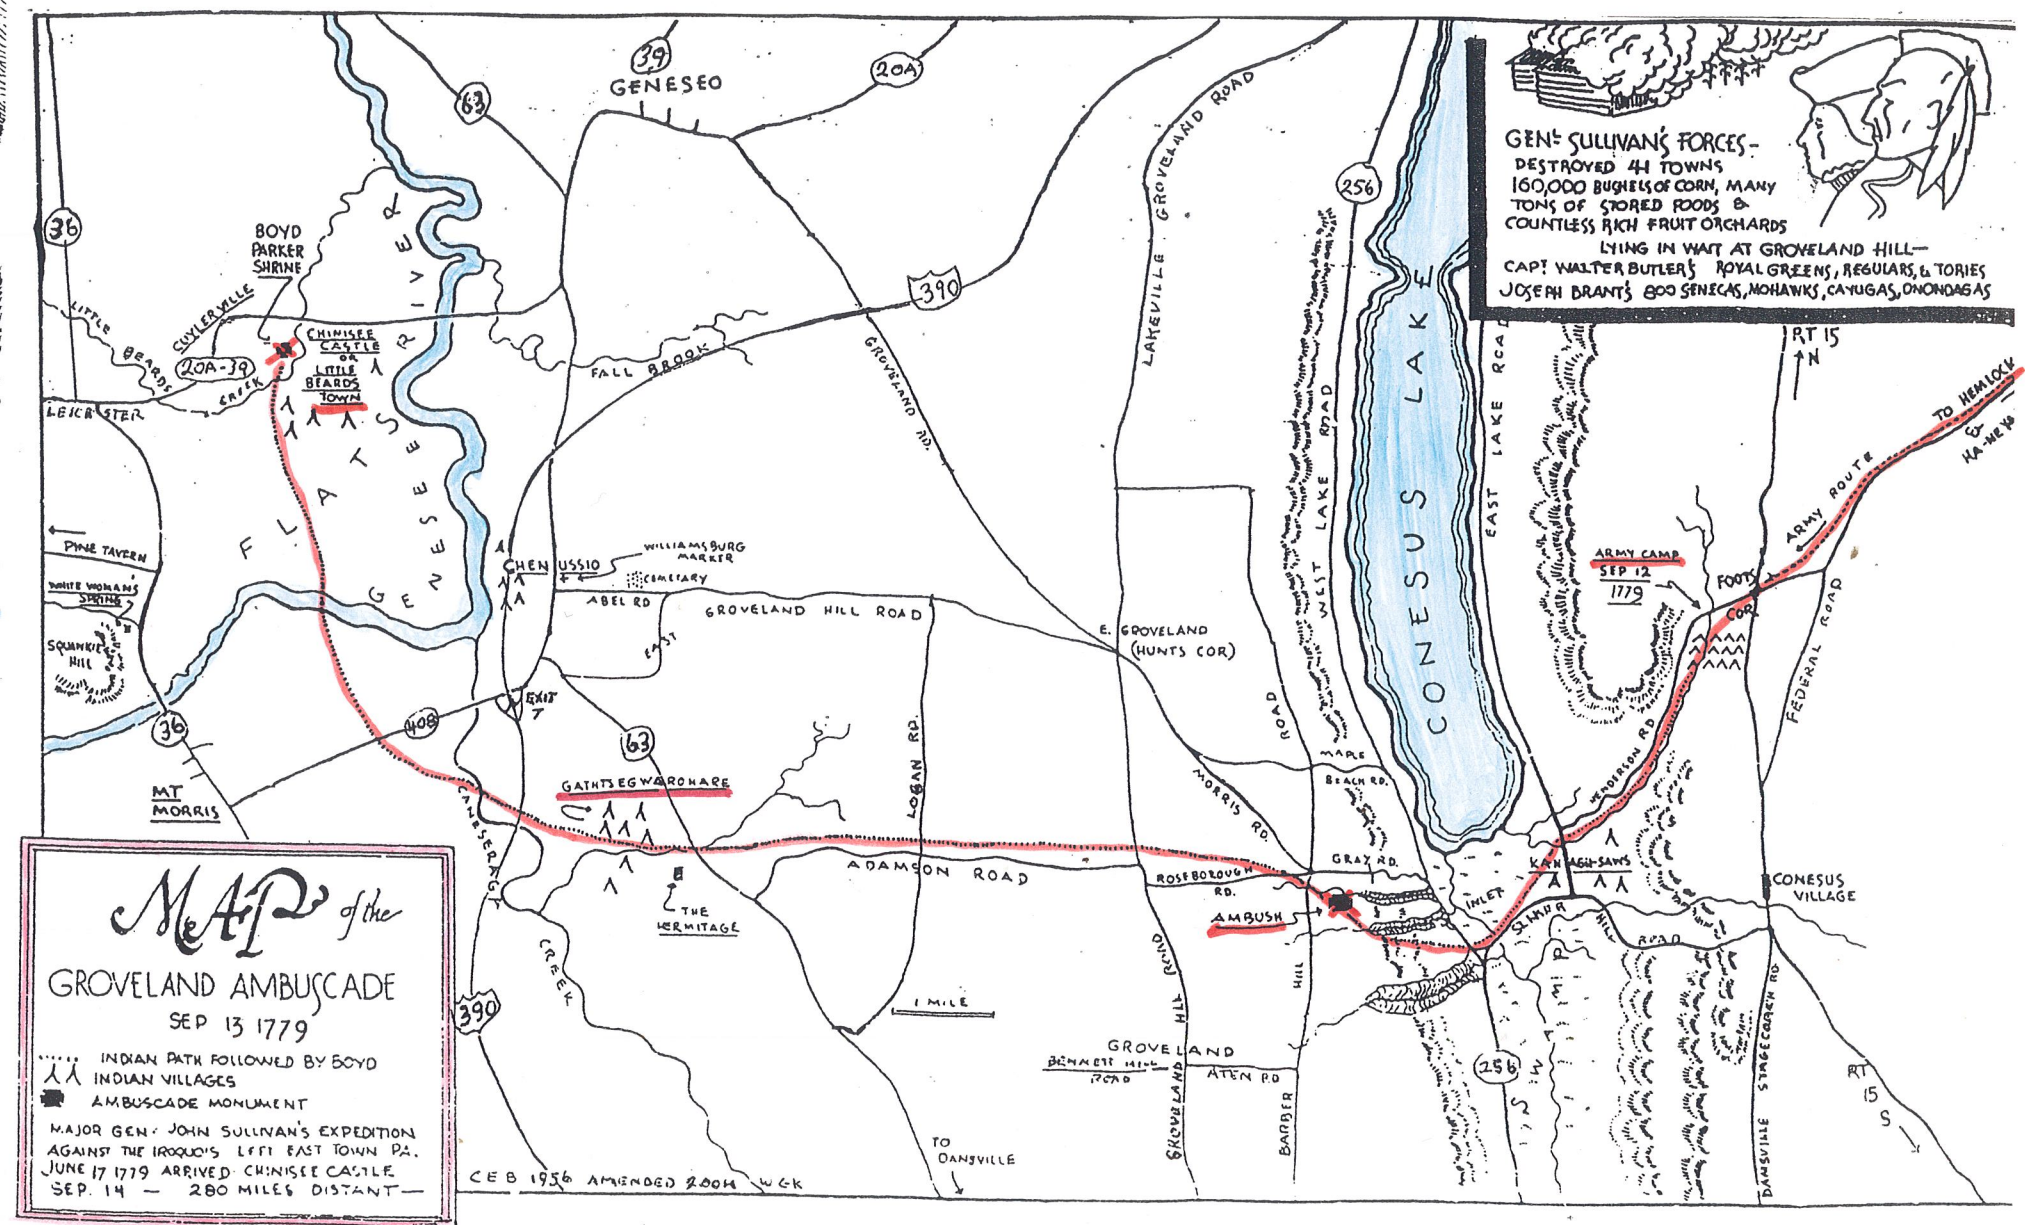 39
GENESEO
20A
63
36
256
390
BOYD
PARKER
SHRINE
CUYLERVILLE
LITTLE
BEARDS
CREEK
20A-39
LEICESTER
CHINISEE
CASTLE
OR
LITTLE
BEARDS
TOWN
GENESEE
RIVER
FLATS
FALL BROOK
GROVELAND RD.
LAKEVILLE GROVELAND ROAD
WEST LAKE ROAD
CONESUS LAKE
EAST LAKE ROAD
GENL SULLIVAN'S FORCES-
DESTROYED 41 TOWNS
160,000 BUSHELS OF CORN, MANY
TONS OF STORED FOODS &
COUNTLESS RICH FRUIT ORCHARDS
LYING IN WAIT AT GROVELAND HILL-
CAPT WALTER BUTLER'S ROYAL GREENS, REGULARS, & TORIES
JOSEPH BRANT'S 800 SENECAS, MOHAWKS, CAYUGAS, ONONDAGAS
RT 15
N
TO HEMLOCK
&
ARMY ROUTE
ARMY CAMP
SEP 12
1779
FOOTS
COR.
FEDERAL ROAD
HENDERSON RD
PINE TAVERN
WHITE WOMAN'S
SPRING
SQUAWKIE
HILL
36
MT
MORRIS
408
EXIT
7
63
CHENUSSIO
WILLIAMSBURG
MARKER
CEMETARY
ABEL RD
EAST
GROVELAND HILL ROAD
E. GROVELAND
(HUNTS COR)
LOGAN RD.
GATHTSEGWAROHARE
CANESERAGA
CREEK
THE
HERMITAGE
ADAMSON ROAD
ROAD
MAPLE
BEACH RD.
MORRIS RD.
GRAY RD.
ROSEBOROUGH
RD.
AMBUSH
INLET
KANAGH-SAWS
SLIKER
HILL
ROAD
CONESUS
VILLAGE
SWAMP
256
DANSVILLE STAGECOACH RD.
RT
15
S
1 MILE
GROVELAND
BENNETT HILL
ROAD
ATEN RD
GROVELAND HILL ROAD
BARBER HILL
TO
DANSVILLE
390
MAP of the
GROVELAND AMBUSCADE
SEP 13 1779
INDIAN PATH FOLLOWED BY BOYD
INDIAN VILLAGES
AMBUSCADE MONUMENT
MAJOR GEN. JOHN SULLIVAN'S EXPEDITION
AGAINST THE IROQUOIS LEFT EAST TOWN PA.
JUNE 17 1779 ARRIVED CHINISEE CASTLE
SEP. 14 - 280 MILES DISTANT-
CEB 1956 AMENDED 2004 WGK